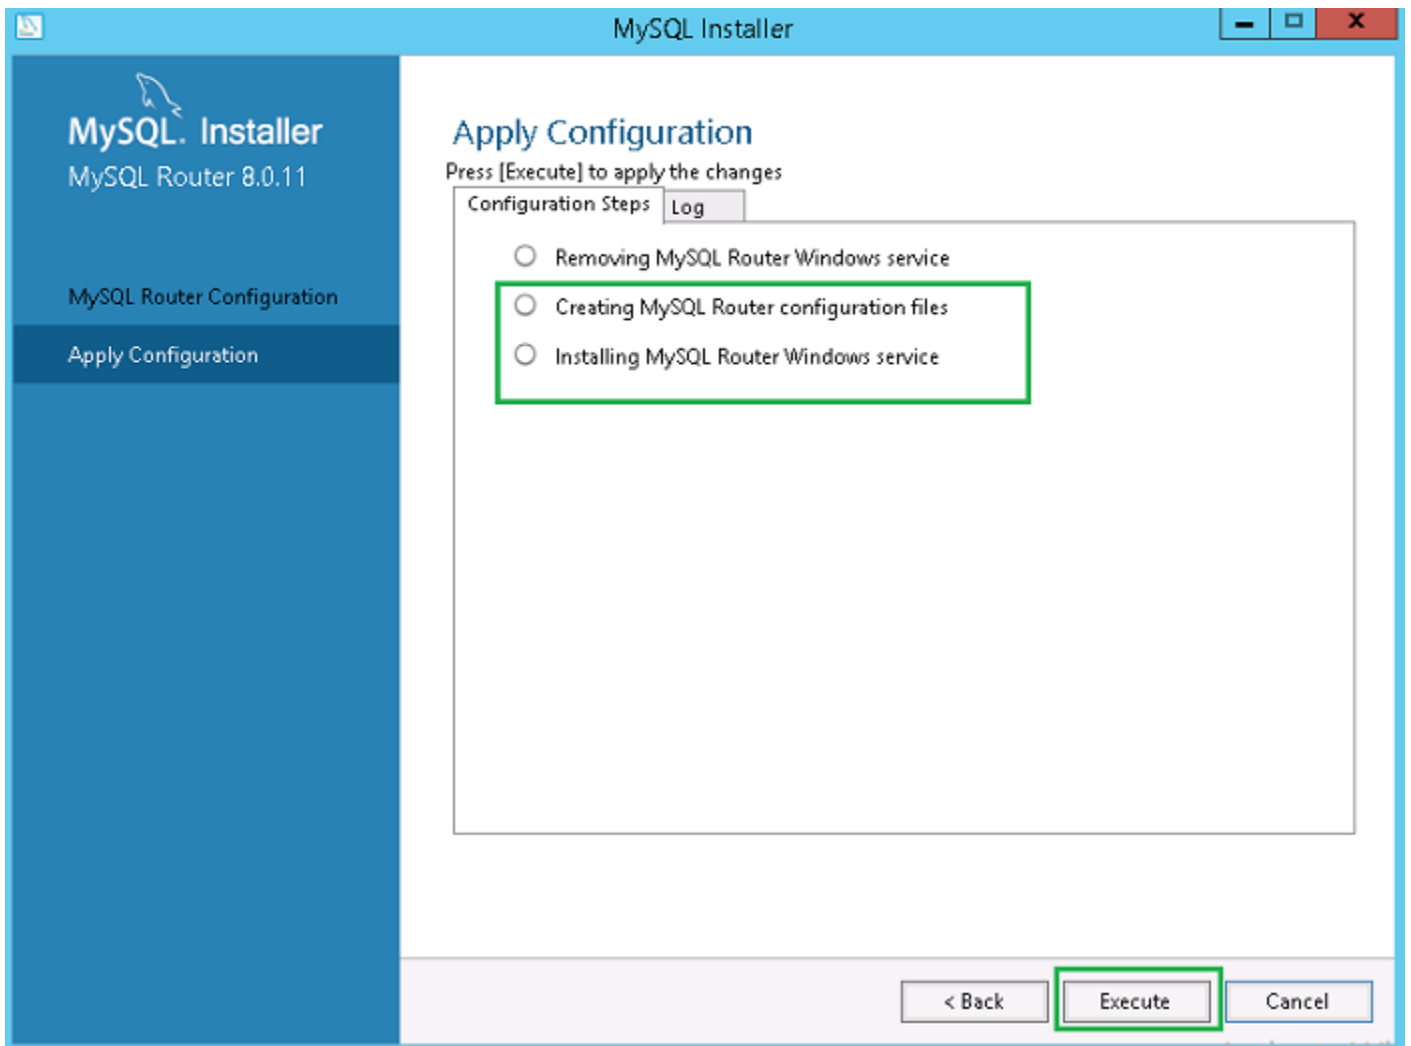 MySQL Installer
MySQL. Installer
MySQL Router 8.0.11
MySQL Router Configuration
Apply Configuration
Apply Configuration
Press [Execute] to apply the changes
Configuration Steps
Log
Removing MySQL Router Windows service
Creating MySQL Router configuration files
Installing MySQL Router Windows service
< Back
Execute
Cancel